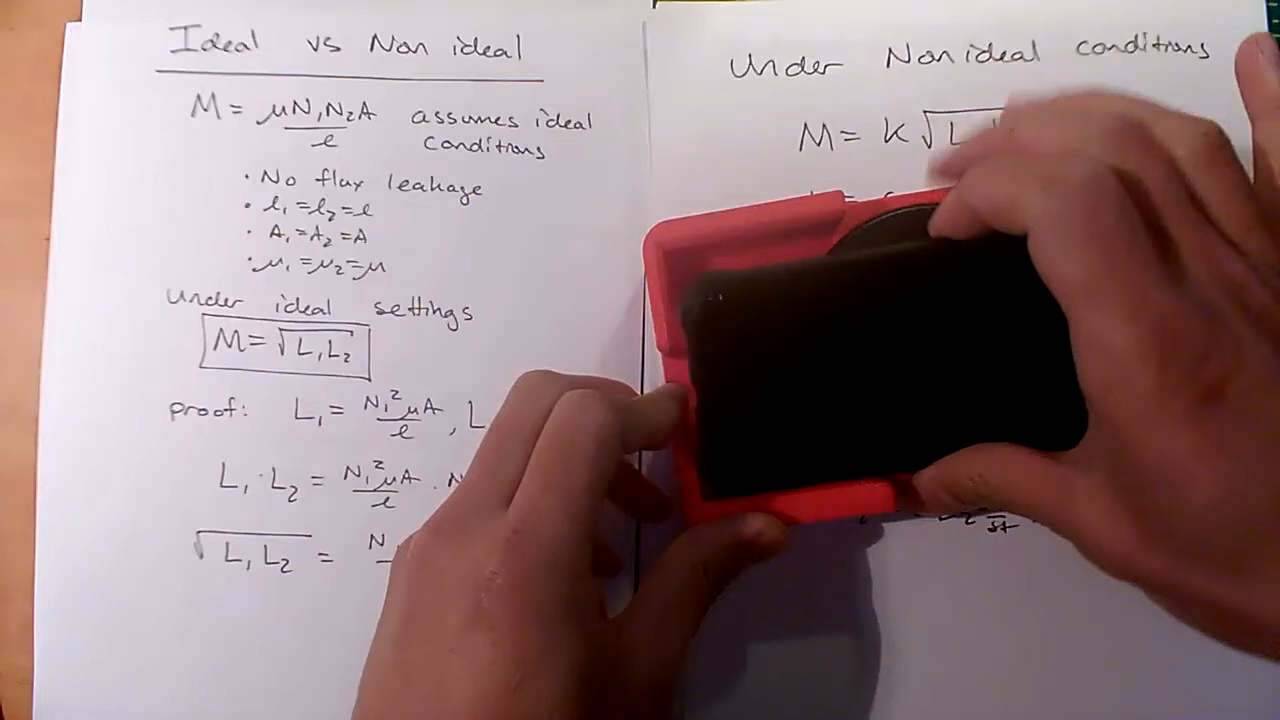 Ideal vs Non ideal
M = μN₁N₂A/l assumes ideal
conditions
· No flux leakage
· l₁ = l₂ = l
· A₁ = A₂ = A
· μ₁ = μ₂ = μ
Under ideal settings
M = √L₁L₂
proof: L₁ = N₁²μA/l , L
L₁ · L₂ = N₁²μA/l · N
√L₁L₂ = N
Under Nonideal conditions
M = K√L